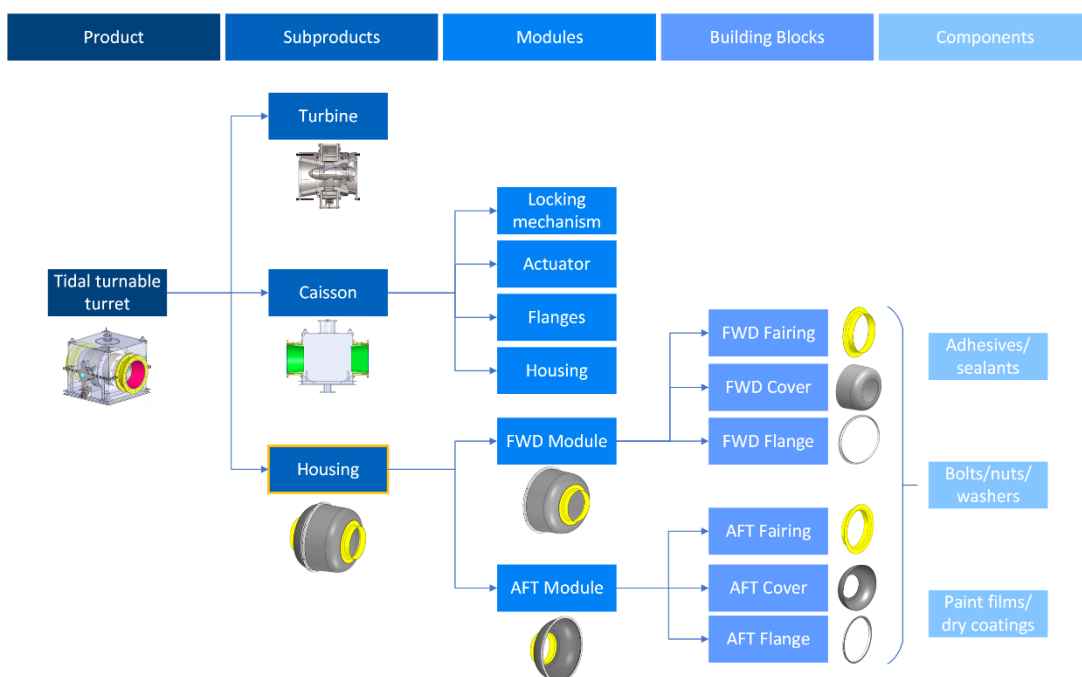 Product
Subproducts
Modules
Building Blocks
Components
Turbine
Locking
mechanism
Actuator
Tidal turnable
turret
Caisson
Flanges
Housing
FWD Fairing
Adhesives/
sealants
FWD Cover
FWD Module
FWD Flange
Housing
Bolts/nuts/
washers
AFT Fairing
AFT Module
AFT Cover
Paint films/
dry coatings
AFT Flange